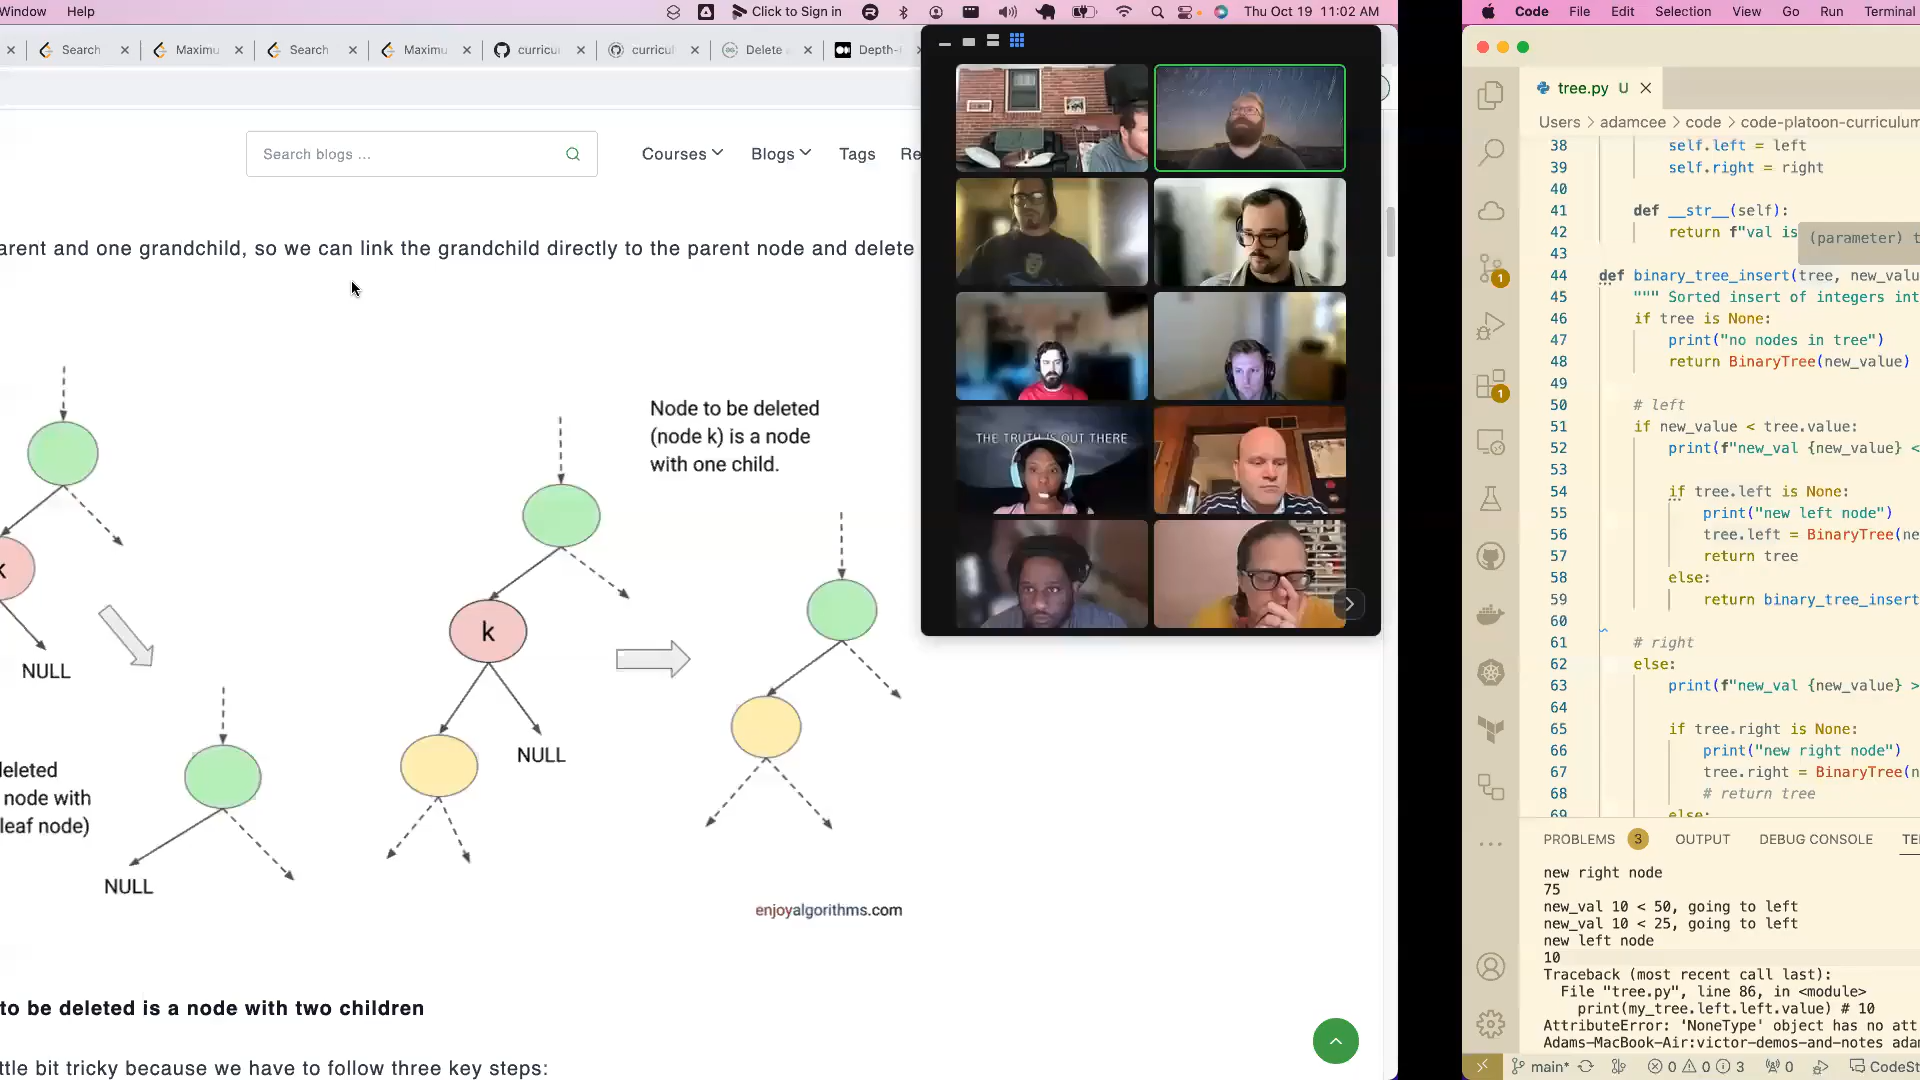 Window Help Click to Sign in Thu Oct 19 11:02 AM
Search Maximu Search Maximu curricu curricul Delete Depth-
Search blogs ... Courses Blogs Tags Re
arent and one grandchild, so we can link the grandchild directly to the parent node and delete
Node to be deleted
(node k) is a node
with one child.
k
NULL
k
NULL
eleted
node with
leaf node)
NULL
enjoyalgorithms.com
to be deleted is a node with two children
ttle bit tricky because we have to follow three key steps:
THE TRUTH IS OUT THERE
Code File Edit Selection View Go Run Terminal
tree.py U
Users > adamcee > code > code-platoon-curriculum
38 self.left = left
39 self.right = right
40
41 def __str__(self):
42 return f"val is
(parameter) t
43
44 def binary_tree_insert(tree, new_valu
45 """ Sorted insert of integers int
46 if tree is None:
47 print("no nodes in tree")
48 return BinaryTree(new_value)
49
50 # left
51 if new_value < tree.value:
52 print(f"new_val {new_value} <
53
54 if tree.left is None:
55 print("new left node")
56 tree.left = BinaryTree(ne
57 return tree
58 else:
59 return binary_tree_insert
60
61 # right
62 else:
63 print(f"new_val {new_value} >
64
65 if tree.right is None:
66 print("new right node")
67 tree.right = BinaryTree(n
68 # return tree
69 else:
1
1
PROBLEMS 3 OUTPUT DEBUG CONSOLE TE
new right node
75
new_val 10 < 50, going to left
new_val 10 < 25, going to left
new left node
10
Traceback (most recent call last):
File "tree.py", line 86, in <module>
print(my_tree.left.left.value) # 10
AttributeError: 'NoneType' object has no att
Adams-MacBook-Air:victor-demos-and-notes adam
main* 0 0 3 0 CodeSt